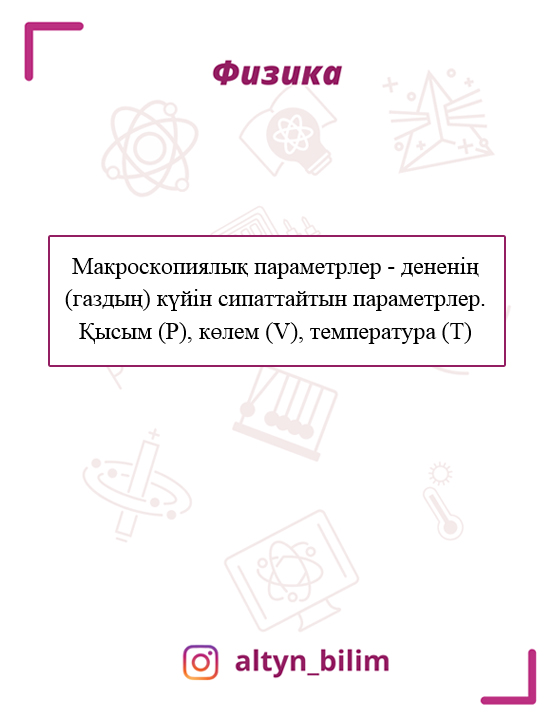 Физика
Макроскопиялық параметрлер - дененің
(газдың) күйін сипаттайтын параметрлер.
Қысым (P), көлем (V), температура (T)
altyn_bilim